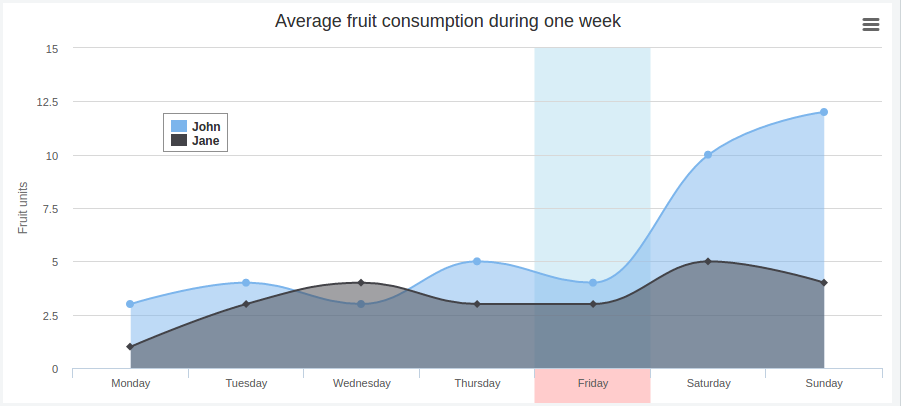 Average fruit consumption during one week
15
12.5
10
7.5
5
2.5
0
Fruit units
John
Jane
Monday Tuesday Wednesday Thursday Friday Saturday Sunday